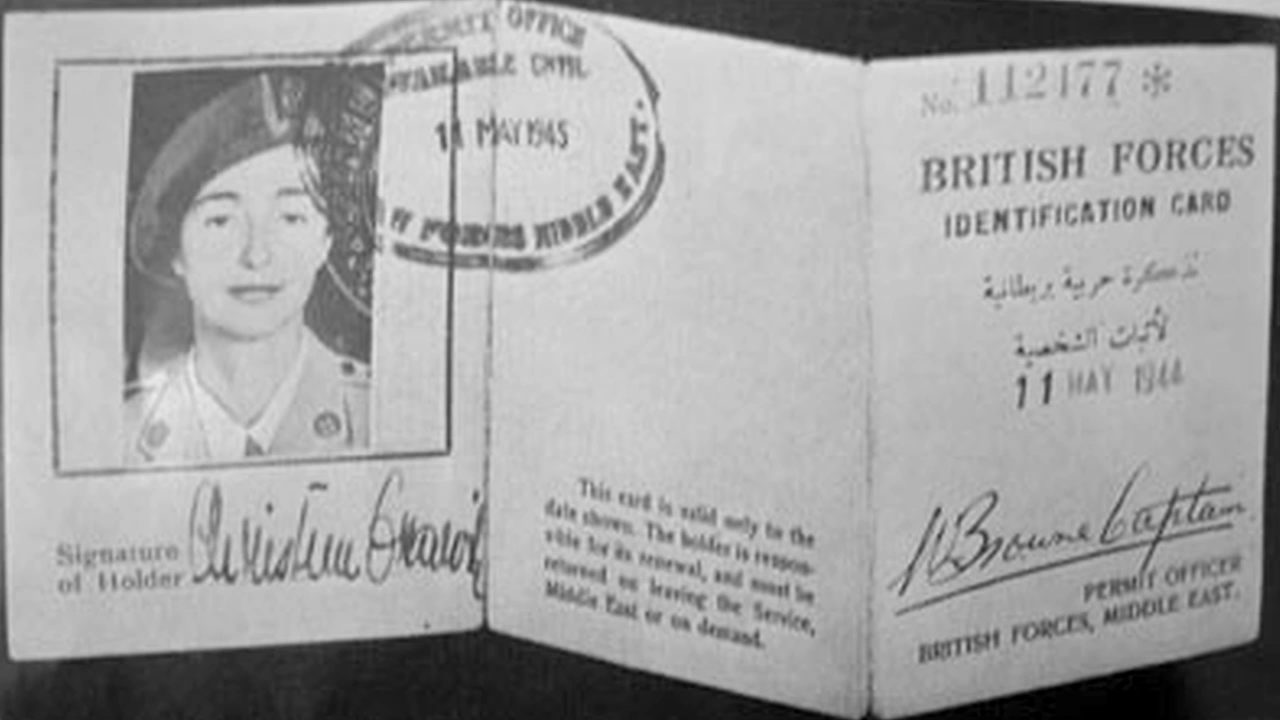 PERMIT OFFICE
CIVIL
11 MAY 1945
FORCES MIDDLE EAST.
Signature
of Holder Christine
This card is valid only to the
date shown. The holder is respon-
sible for its renewal, and must be
returned on leaving the Service,
Middle East or on demand.
No. 112477 *
BRITISH FORCES
IDENTIFICATION CARD
تذكرة حربية بريطانية
لأثبات الشخصية
11 MAY 1944
Browne Captain
PERMIT OFFICER
BRITISH FORCES, MIDDLE EAST.